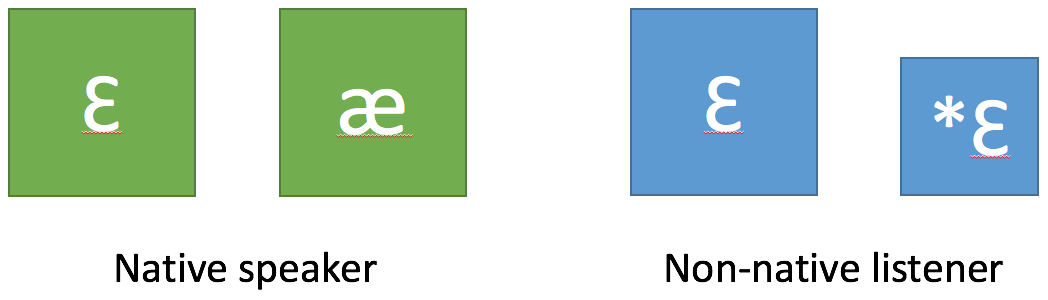 ɛ æ ɛ *ɛ
Native speaker Non-native listener